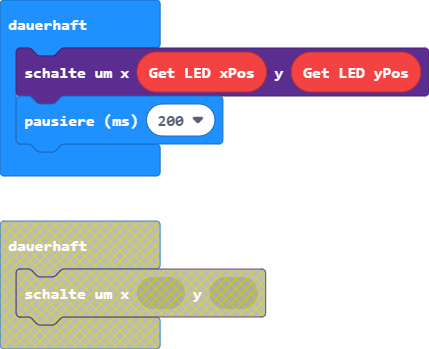 dauerhaft
schalte um x Get LED xPos y Get LED yPos
pausiere (ms) 200
dauerhaft
schalte um x y